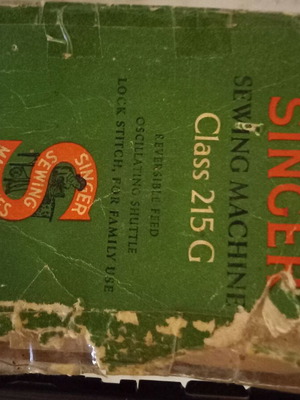 SINGER
SEWING MACHINE
Class 215 G
REVERSIBLE FEED
OSCILLATING SHUTTLE
LOCK STITCH, FOR FAMILY USE
SINGER
SEWING